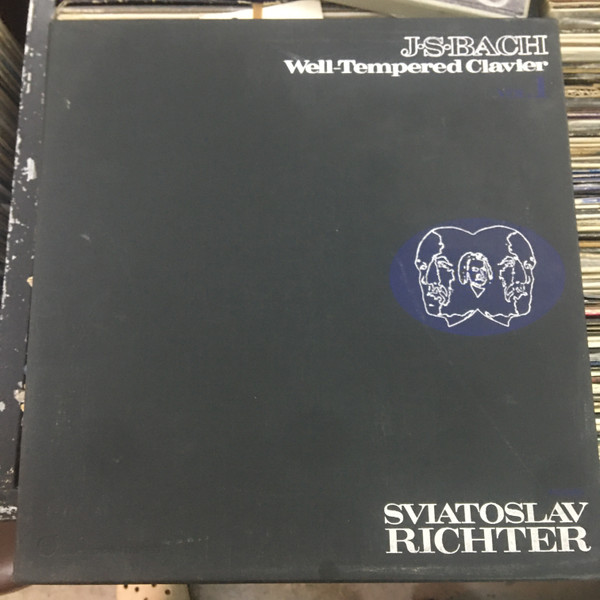 J·S·BACH
Well-Tempered Clavier
SVIATOSLAV
RICHTER